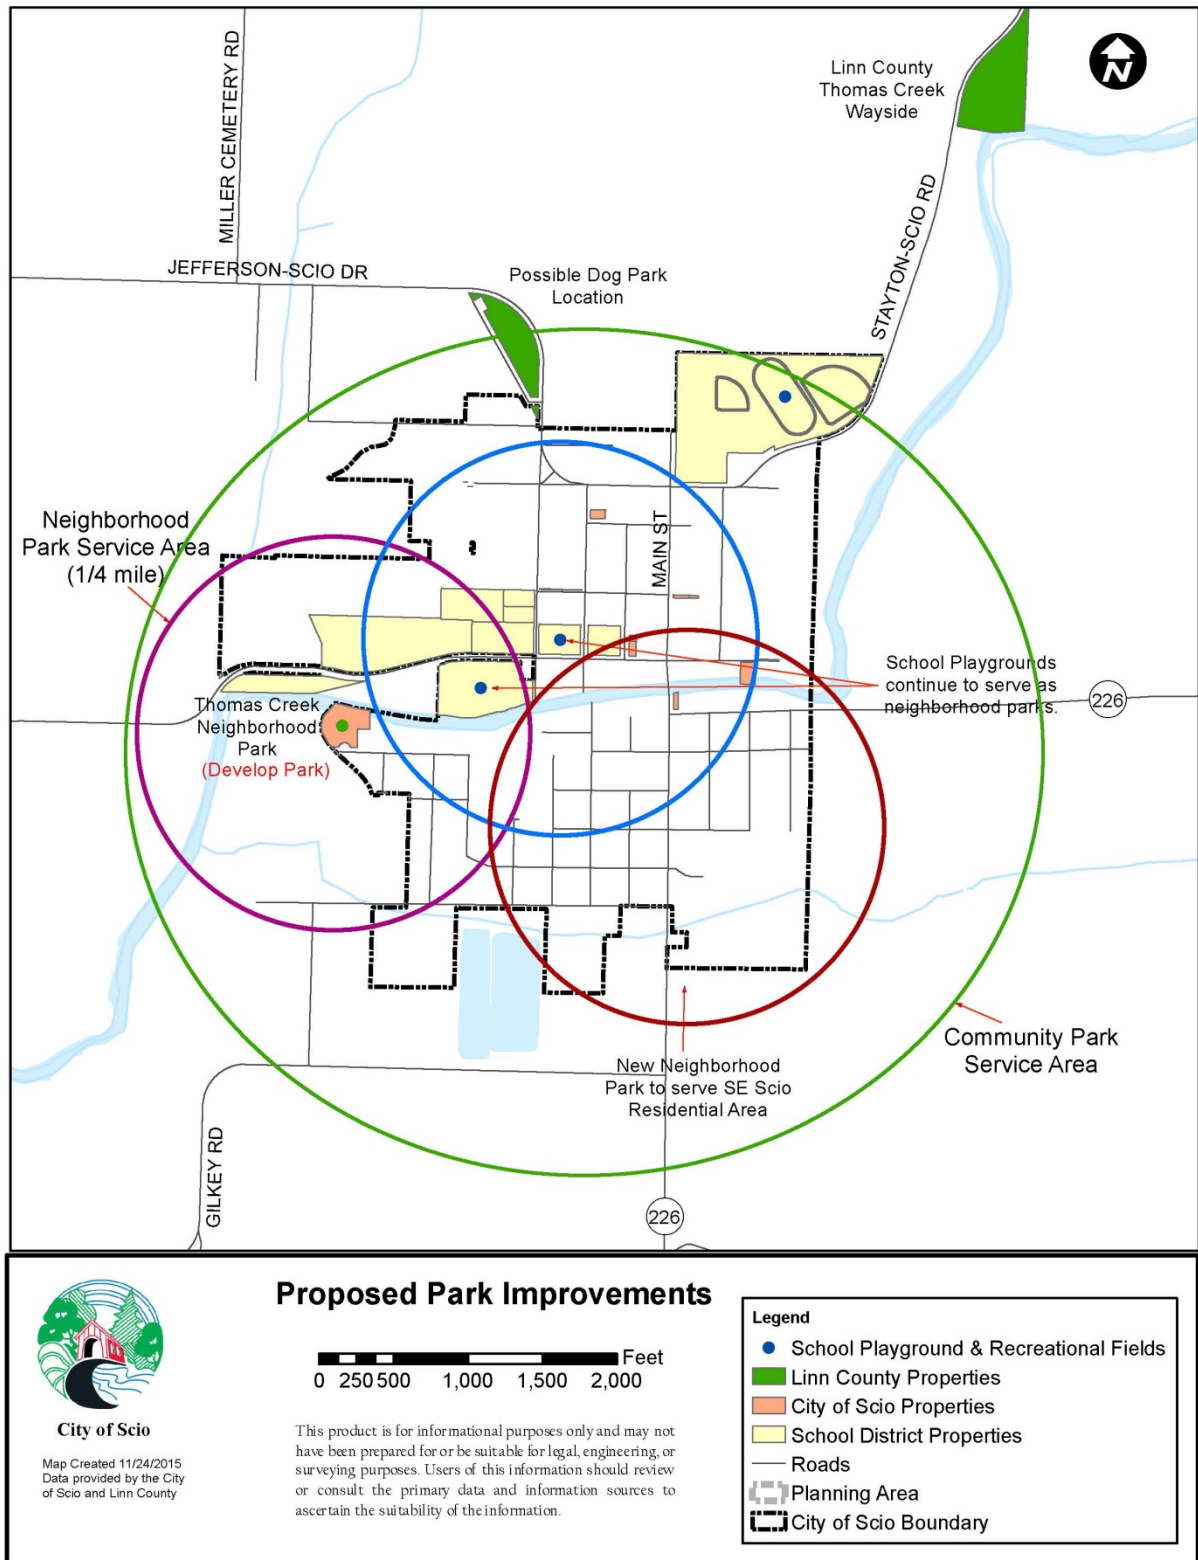 MILLER CEMETERY RD
Linn County
Thomas Creek
Wayside
N
STAYTON-SCIO RD
JEFFERSON-SCIO DR
Possible Dog Park
Location
Neighborhood
Park Service Area
(1/4 mile)
MAIN ST
School Playgrounds
continue to serve as
neighborhood parks.
226
Thomas Creek
Neighborhood
Park
(Develop Park)
New Neighborhood
Park to serve SE Scio
Residential Area
Community Park
Service Area
GILKEY RD
226
City of Scio
Map Created 11/24/2015
Data provided by the City
of Scio and Linn County
Proposed Park Improvements
Feet
0 250 500 1,000 1,500 2,000
This product is for informational purposes only and may not
have been prepared for or be suitable for legal, engineering, or
surveying purposes. Users of this information should review
or consult the primary data and information sources to
ascertain the suitability of the information.
Legend
School Playground & Recreational Fields
Linn County Properties
City of Scio Properties
School District Properties
Roads
Planning Area
City of Scio Boundary